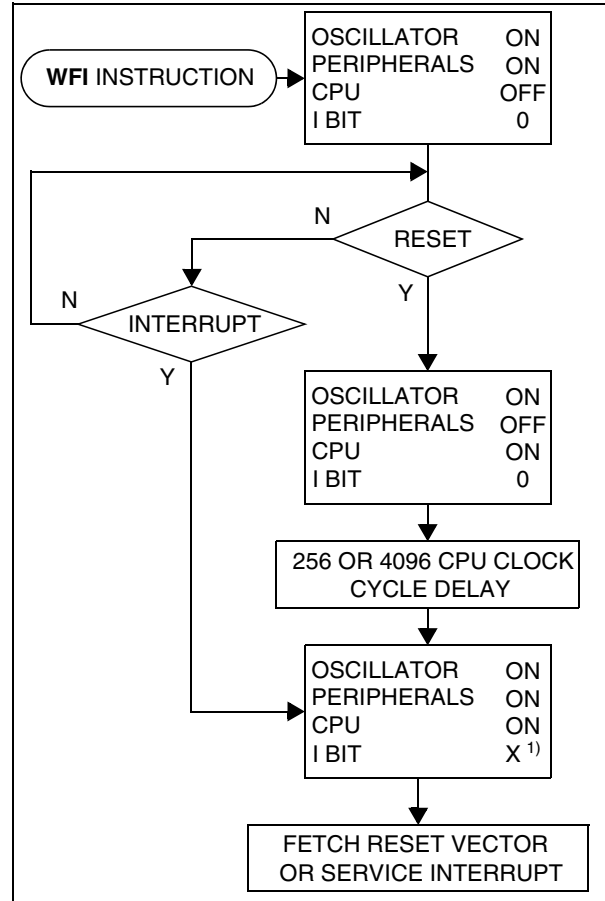 WFI INSTRUCTION
OSCILLATOR ON
PERIPHERALS ON
CPU OFF
I BIT 0
N
RESET
Y
N
INTERRUPT
Y
OSCILLATOR ON
PERIPHERALS OFF
CPU ON
I BIT 0
256 OR 4096 CPU CLOCK
CYCLE DELAY
OSCILLATOR ON
PERIPHERALS ON
CPU ON
I BIT X 1)
FETCH RESET VECTOR
OR SERVICE INTERRUPT